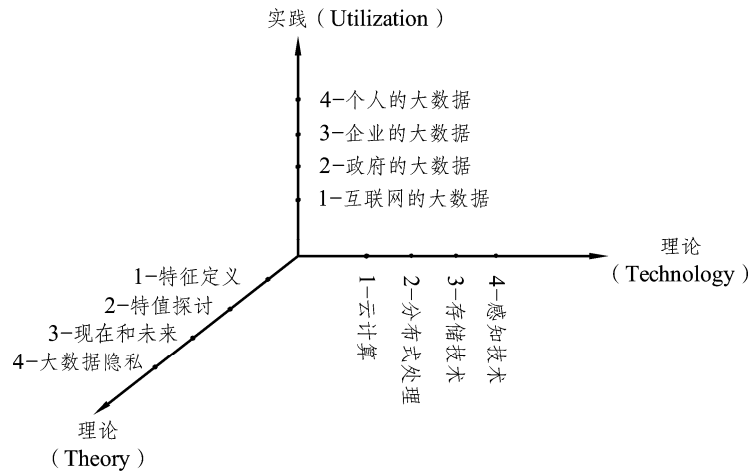 实践（Utilization）
4-个人的大数据
3-企业的大数据
2-政府的大数据
1-互联网的大数据
理论
（Technology）
1-云计算
2-分布式处理
3-存储技术
4-感知技术
1-特征定义
2-特值探讨
3-现在和未来
4-大数据隐私
理论
（Theory）